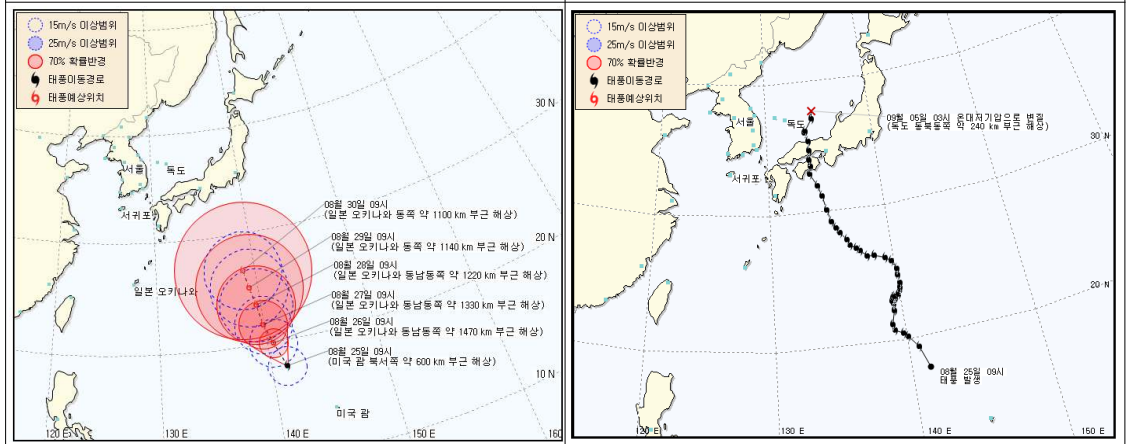 15m/s 이상범위
25m/s 이상범위
70% 확률반경
태풍이동경로
태풍예상위치
서울
독도
서귀포
일본 오키나와
미국 괌
08월 30일 09시
(일본 오키나와 동쪽 약 1100 km 부근 해상)
08월 29일 09시
(일본 오키나와 동쪽 약 1140 km 부근 해상)
08월 28일 09시
(일본 오키나와 동남동쪽 약 1220 km 부근 해상)
08월 27일 09시
(일본 오키나와 동남동쪽 약 1330 km 부근 해상)
08월 26일 09시
(일본 오키나와 동남동쪽 약 1470 km 부근 해상)
08월 25일 09시
(미국 괌 북서쪽 약 600 km 부근 해상)
30 N
20 N
10 N
120 E
130 E
140 E
150 E
160
15m/s 이상범위
25m/s 이상범위
70% 확률반경
태풍이동경로
태풍예상위치
서울
독도
서귀포
09월 05일 03시 온대저기압으로 변질
(독도 동북동쪽 약 240 km 부근 해상)
08월 25일 09시
태풍 발생
30 N
20 N
120 E
130 E
140 E
150 E